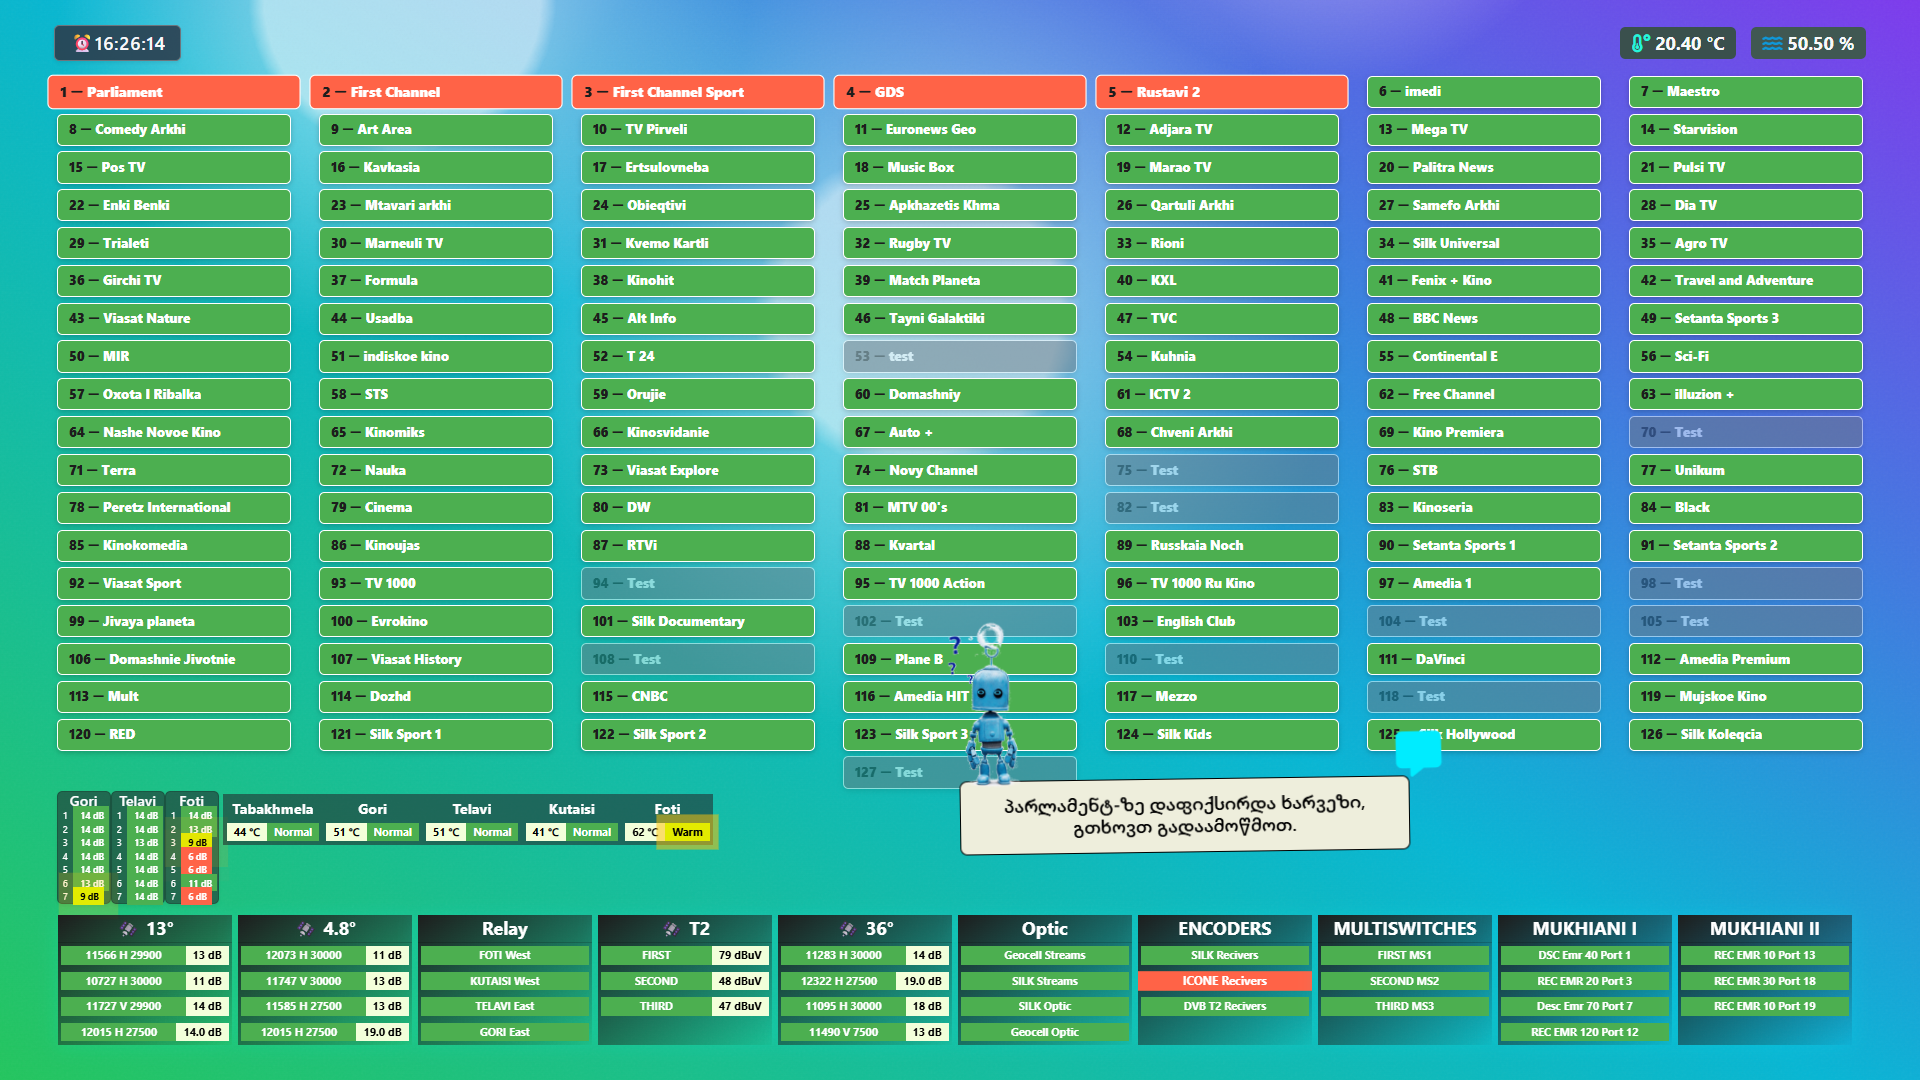 16:26:14
20.40 °C
50.50 %
1 — Parliament
2 — First Channel
3 — First Channel Sport
4 — GDS
5 — Rustavi 2
6 — imedi
7 — Maestro
8 — Comedy Arkhi
9 — Art Area
10 — TV Pirveli
11 — Euronews Geo
12 — Adjara TV
13 — Mega TV
14 — Starvision
15 — Pos TV
16 — Kavkasia
17 — Ertsulovneba
18 — Music Box
19 — Marao TV
20 — Palitra News
21 — Pulsi TV
22 — Enki Benki
23 — Mtavari arkhi
24 — Obieqtivi
25 — Apkhazetis Khma
26 — Qartuli Arkhi
27 — Samefo Arkhi
28 — Dia TV
29 — Trialeti
30 — Marneuli TV
31 — Kvemo Kartli
32 — Rugby TV
33 — Rioni
34 — Silk Universal
35 — Agro TV
36 — Girchi TV
37 — Formula
38 — Kinohit
39 — Match Planeta
40 — KXL
41 — Fenix + Kino
42 — Travel and Adventure
43 — Viasat Nature
44 — Usadba
45 — Alt Info
46 — Tayni Galaktiki
47 — TVC
48 — BBC News
49 — Setanta Sports 3
50 — MIR
51 — indiskoe kino
52 — T 24
53 — test
54 — Kuhnia
55 — Continental E
56 — Sci-Fi
57 — Oxota I Ribalka
58 — STS
59 — Orujie
60 — Domashniy
61 — ICTV 2
62 — Free Channel
63 — illuzion +
64 — Nashe Novoe Kino
65 — Kinomiks
66 — Kinosvidanie
67 — Auto +
68 — Chveni Arkhi
69 — Kino Premiera
70 — Test
71 — Terra
72 — Nauka
73 — Viasat Explore
74 — Novy Channel
75 — Test
76 — STB
77 — Unikum
78 — Peretz International
79 — Cinema
80 — DW
81 — MTV 00's
82 — Test
83 — Kinoseria
84 — Black
85 — Kinokomedia
86 — Kinoujas
87 — RTVi
88 — Kvartal
89 — Russkaia Noch
90 — Setanta Sports 1
91 — Setanta Sports 2
92 — Viasat Sport
93 — TV 1000
94 — Test
95 — TV 1000 Action
96 — TV 1000 Ru Kino
97 — Amedia 1
98 — Test
99 — Jivaya planeta
100 — Evrokino
101 — Silk Documentary
102 — Test
103 — English Club
104 — Test
105 — Test
106 — Domashnie Jivotnie
107 — Viasat History
108 — Test
109 — Plane B
110 — Test
111 — DaVinci
112 — Amedia Premium
113 — Mult
114 — Dozhd
115 — CNBC
116 — Amedia HIT
117 — Mezzo
118 — Test
119 — Mujskoe Kino
120 — RED
121 — Silk Sport 1
122 — Silk Sport 2
123 — Silk Sport 3
124 — Silk Kids
125 Hollywood
126 — Silk Koleqcia
127 — Test
? ? ?
პარლამენტ-ზე დაფიქსირდა ხარვეზი,
გთხოვთ გადაამოწმოთ.
Gori
1 14 dB
2 14 dB
3 14 dB
4 14 dB
5 14 dB
6 13 dB
7 9 dB
Telavi
1 14 dB
2 14 dB
3 13 dB
4 14 dB
5 14 dB
6 14 dB
7 14 dB
Foti
1 14 dB
2 13 dB
3 9 dB
4 6 dB
5 6 dB
6 11 dB
7 6 dB
Tabakhmela
44 °C Normal
Gori
51 °C Normal
Telavi
51 °C Normal
Kutaisi
41 °C Normal
Foti
62 °C Warm
13°
11566 H 29900 13 dB
10727 H 30000 11 dB
11727 V 29900 14 dB
12015 H 27500 14.0 dB
4.8°
12073 H 30000 11 dB
11747 V 30000 13 dB
11585 H 27500 13 dB
12015 H 27500 19.0 dB
Relay
FOTI West
KUTAISI West
TELAVI East
GORI East
T2
FIRST 79 dBuV
SECOND 48 dBuV
THIRD 47 dBuV
36°
11283 H 30000 14 dB
12322 H 27500 19.0 dB
11095 H 30000 18 dB
11490 V 7500 13 dB
Optic
Geocell Streams
SILK Streams
SILK Optic
Geocell Optic
ENCODERS
SILK Recivers
ICONE Recivers
DVB T2 Recivers
MULTISWITCHES
FIRST MS1
SECOND MS2
THIRD MS3
MUKHIANI I
DSC Emr 40 Port 1
REC EMR 20 Port 3
Desc Emr 70 Port 7
REC EMR 120 Port 12
MUKHIANI II
REC EMR 10 Port 13
REC EMR 30 Port 18
REC EMR 10 Port 19